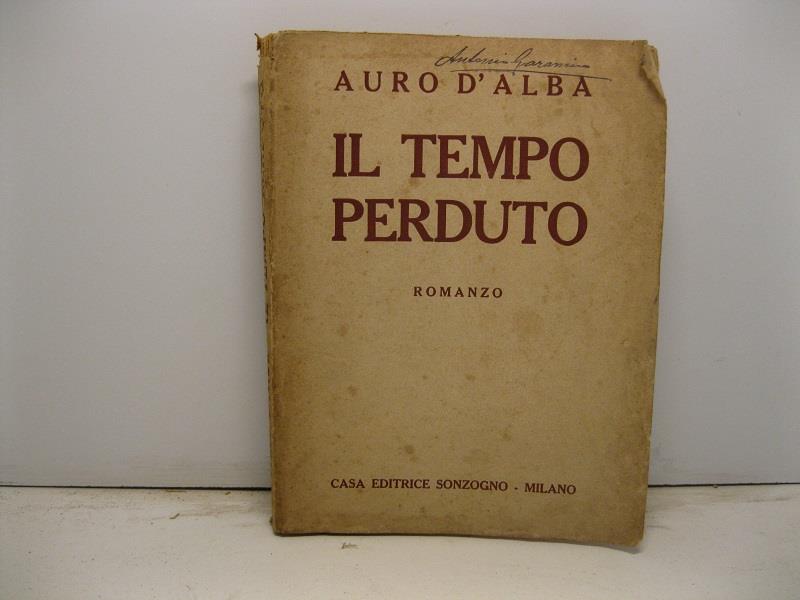 AURO D'ALBA
IL TEMPO
PERDUTO
ROMANZO
CASA EDITRICE SONZOGNO - MILANO